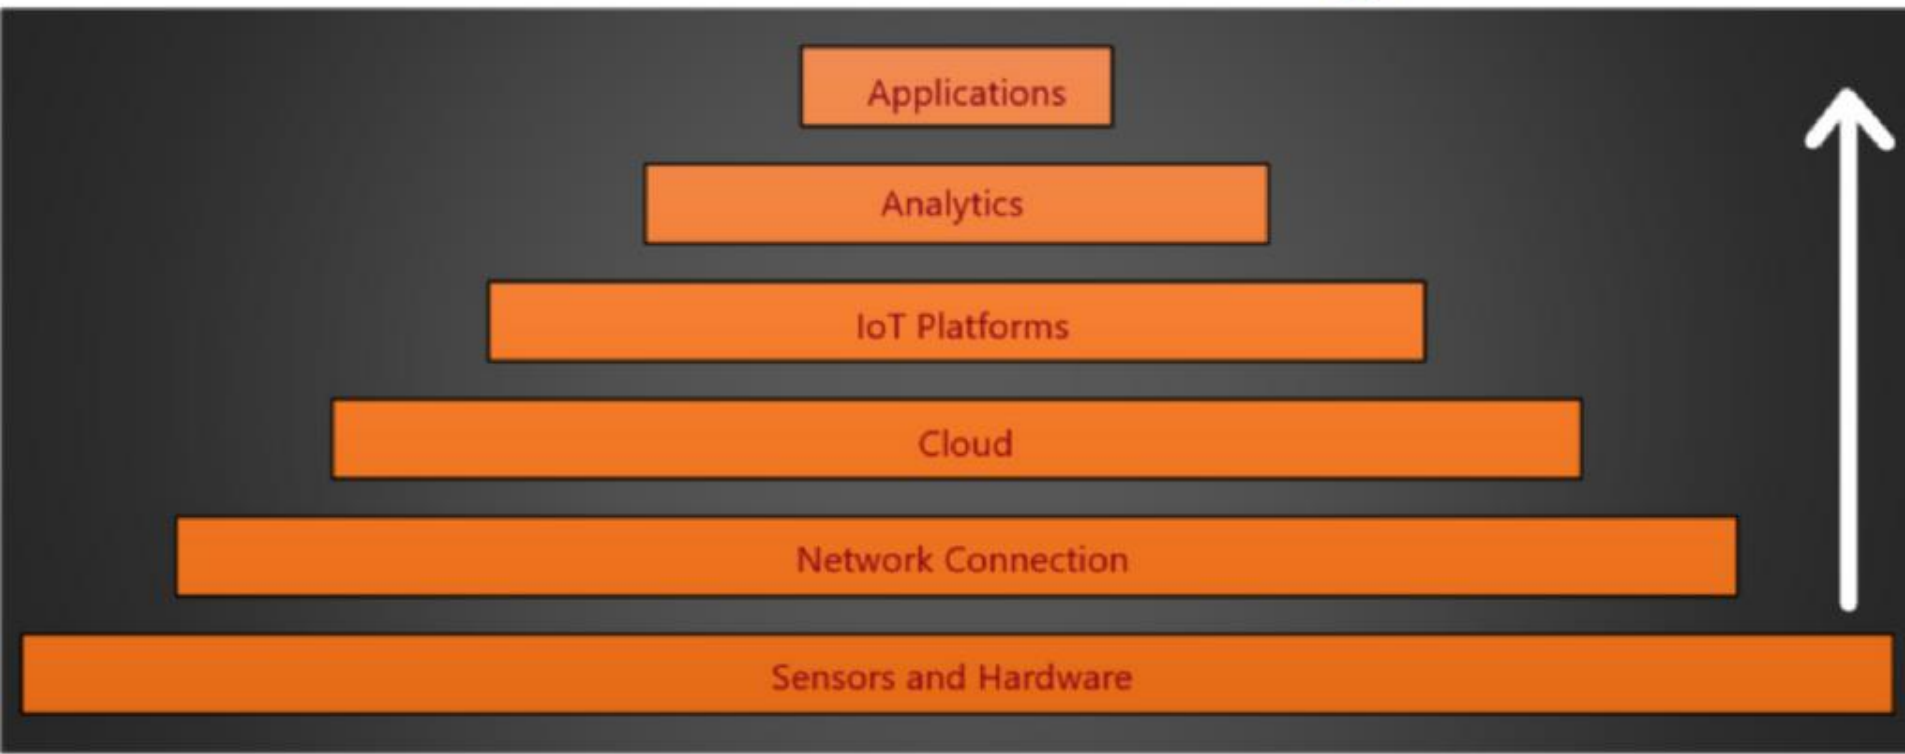 Applications
Analytics
IoT Platforms
Cloud
Network Connection
Sensors and Hardware